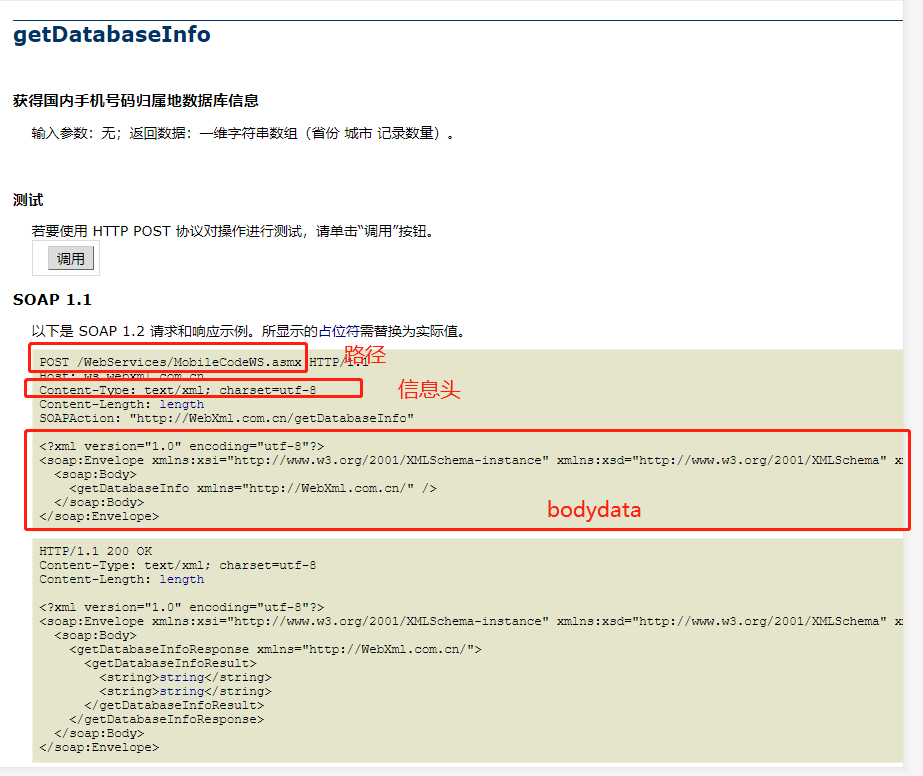 getDatabaseInfo
获得国内手机号码归属地数据库信息
输入参数：无；返回数据：一维字符串数组（省份 城市 记录数量）。
测试
若要使用 HTTP POST 协议对操作进行测试，请单击“调用”按钮。
调用
SOAP 1.1
以下是 SOAP 1.2 请求和响应示例。所显示的占位符需替换为实际值。
POST /WebServices/MobileCodeWS.asmx HTTP/1.1
路径
Host: ws.webxml.com.cn
Content-Type: text/xml; charset=utf-8
信息头
Content-Length: length
SOAPAction: "http://WebXml.com.cn/getDatabaseInfo"
<?xml version="1.0" encoding="utf-8"?>
<soap:Envelope xmlns:xsi="http://www.w3.org/2001/XMLSchema-instance" xmlns:xsd="http://www.w3.org/2001/XMLSchema"
<soap:Body>
<getDatabaseInfo xmlns="http://WebXml.com.cn/" />
</soap:Body>
</soap:Envelope>
bodydata
HTTP/1.1 200 OK
Content-Type: text/xml; charset=utf-8
Content-Length: length
<?xml version="1.0" encoding="utf-8"?>
<soap:Envelope xmlns:xsi="http://www.w3.org/2001/XMLSchema-instance" xmlns:xsd="http://www.w3.org/2001/XMLSchema"
<soap:Body>
<getDatabaseInfoResponse xmlns="http://WebXml.com.cn/">
<getDatabaseInfoResult>
<string>string</string>
<string>string</string>
</getDatabaseInfoResult>
</getDatabaseInfoResponse>
</soap:Body>
</soap:Envelope>